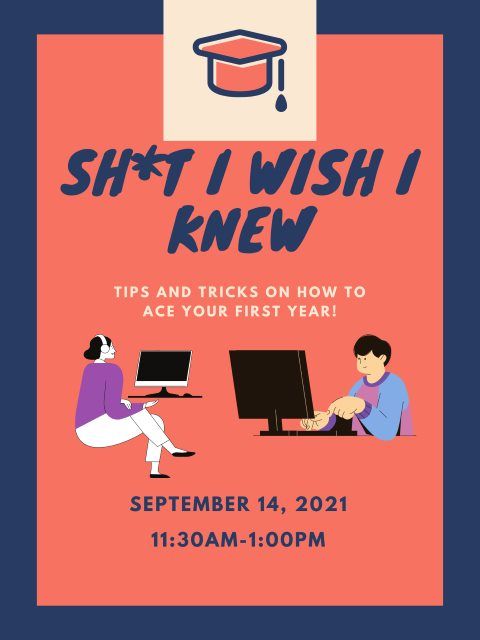 SH*T I WISH I
KNEW
TIPS AND TRICKS ON HOW TO
ACE YOUR FIRST YEAR!
SEPTEMBER 14, 2021
11:30AM-1:00PM